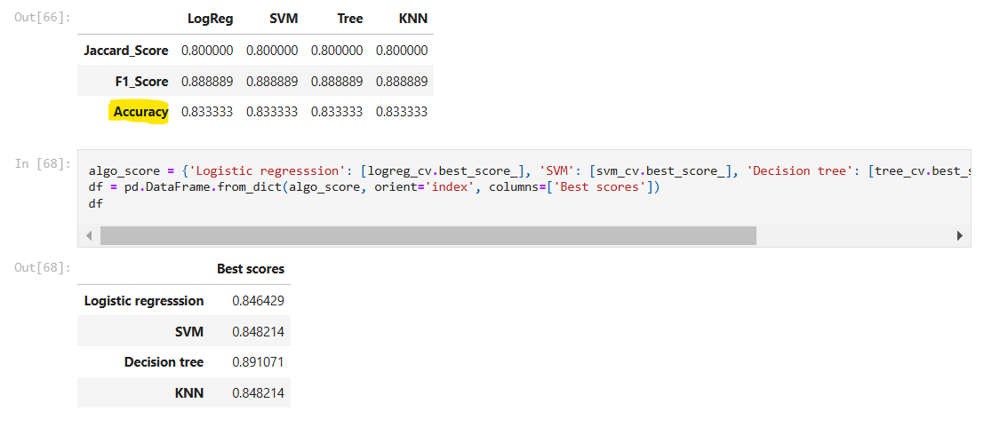 Out[66]:
LogReg SVM Tree KNN
Jaccard_Score 0.800000 0.800000 0.800000 0.800000
F1_Score 0.888889 0.888889 0.888889 0.888889
Accuracy 0.833333 0.833333 0.833333 0.833333
In [68]:
algo_score = {'Logistic regresssion': [logreg_cv.best_score_], 'SVM': [svm_cv.best_score_], 'Decision tree': [tree_cv.best_s
df = pd.DataFrame.from_dict(algo_score, orient='index', columns=['Best scores'])
df
Out[68]:
Best scores
Logistic regresssion 0.846429
SVM 0.848214
Decision tree 0.891071
KNN 0.848214